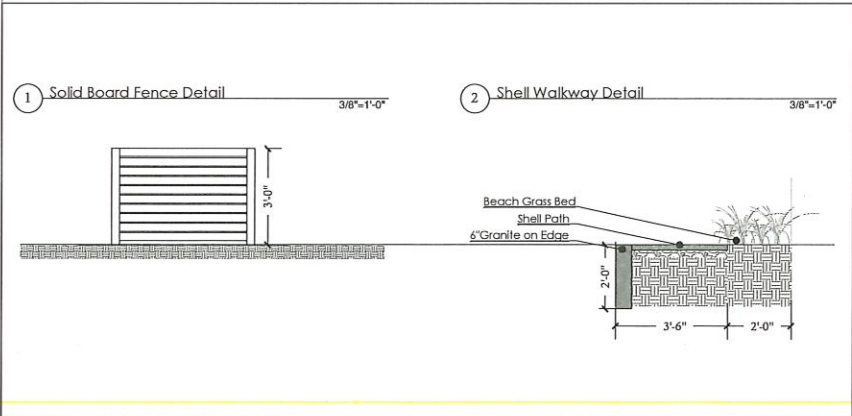 1 Solid Board Fence Detail
3/8"=1'-0"
3'-0"
2 Shell Walkway Detail
3/8"=1'-0"
Beach Grass Bed
Shell Path
6"Granite on Edge
2'-0"
3'-6" 2'-0"